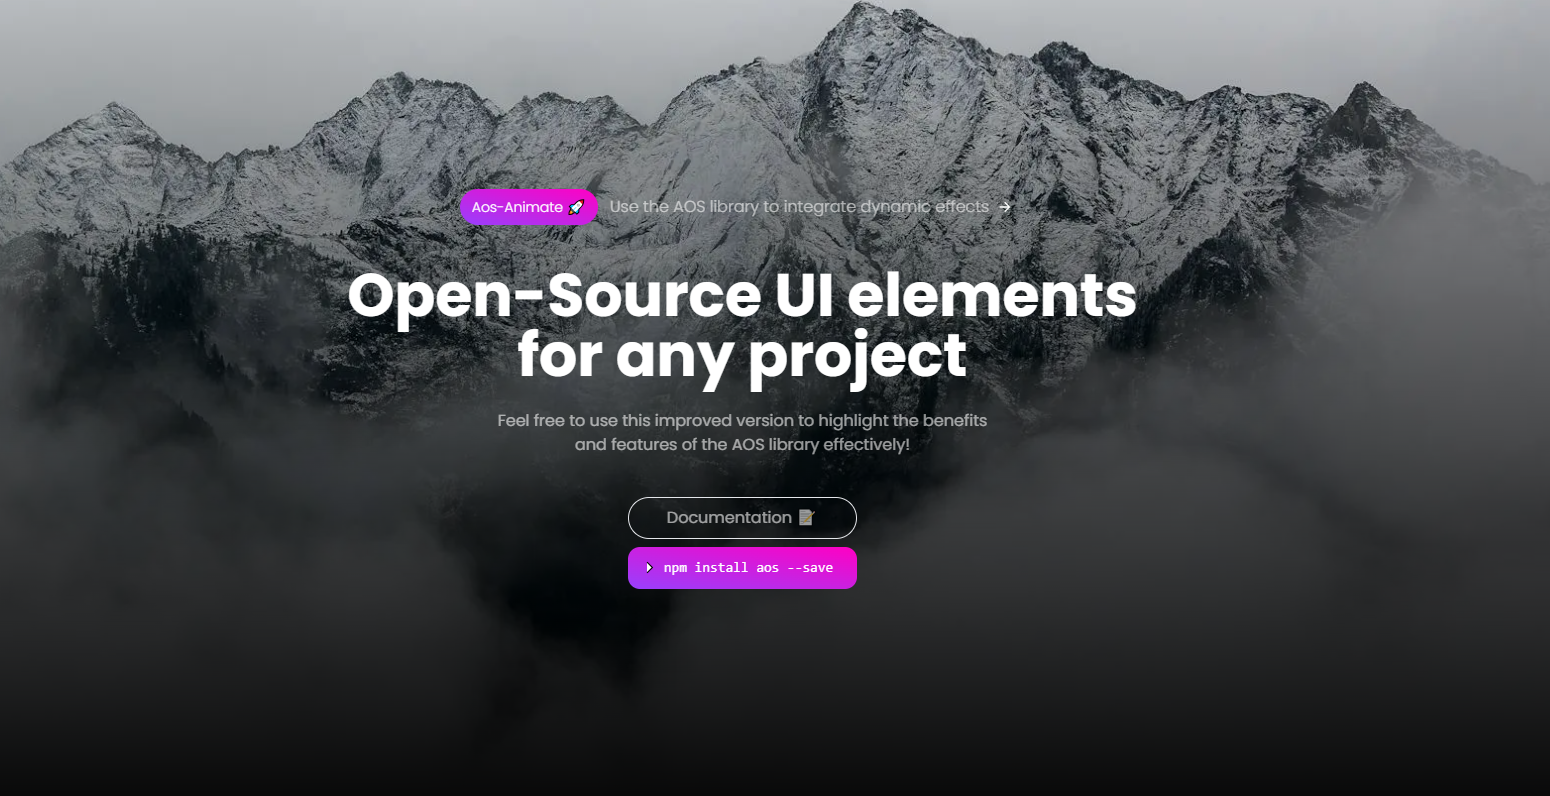 Aos-Animate 🚀 Use the AOS library to integrate dynamic effects →
Open-Source UI elements
for any project
Feel free to use this improved version to highlight the benefits
and features of the AOS library effectively!
Documentation 📝
npm install aos --save